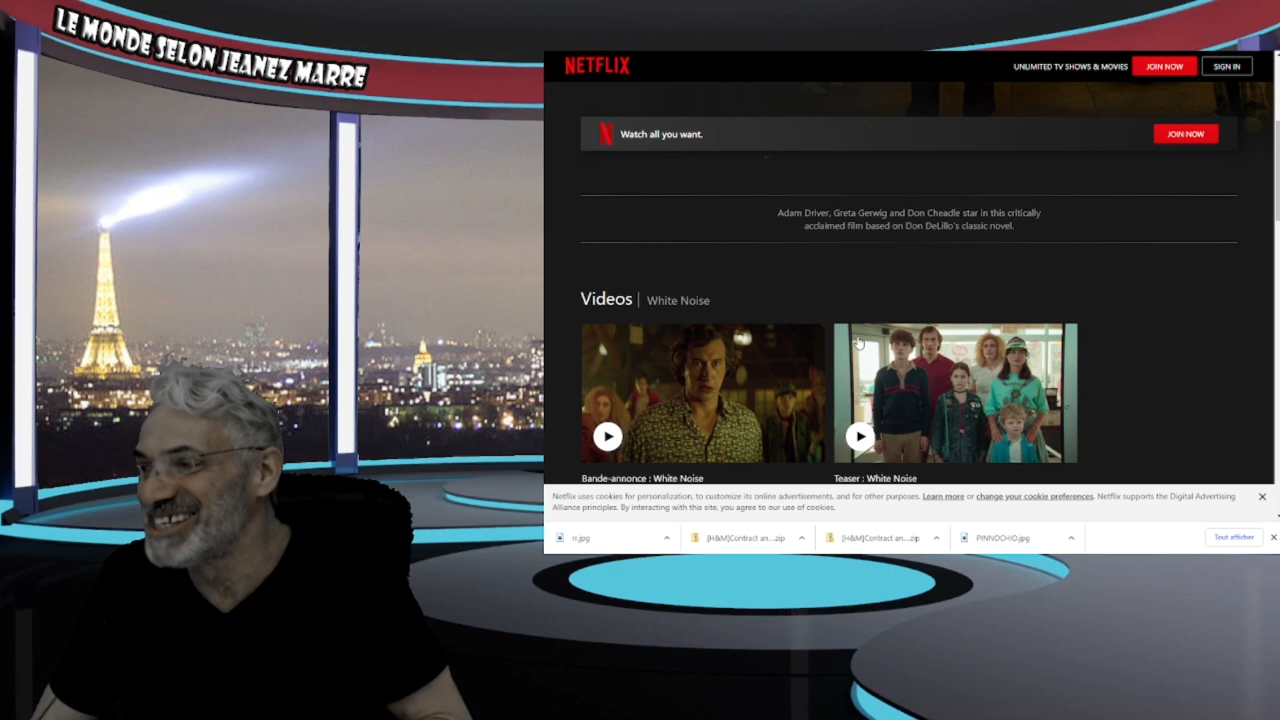 LE MONDE SELON JEANEZ MARRE
NETFLIX
UNLIMITED TV SHOWS & MOVIES
JOIN NOW
SIGN IN
N
Watch all you want.
JOIN NOW
Adam Driver, Greta Gerwig and Don Cheadle star in this critically
acclaimed film based on Don DeLillo's classic novel.
Videos | White Noise
Bande-annonce : White Noise
Teaser : White Noise
Netflix uses cookies for personalization, to customize its online advertisements, and for other purposes. Learn more or change your cookie preferences. Netflix supports the Digital Advertising
Alliance principles. By interacting with this site, you agree to our use of cookies.
rr.jpg
[H&M]Contract an....zip
[H&M]Contract an....zip
PINNOCHIO.jpg
Tout afficher